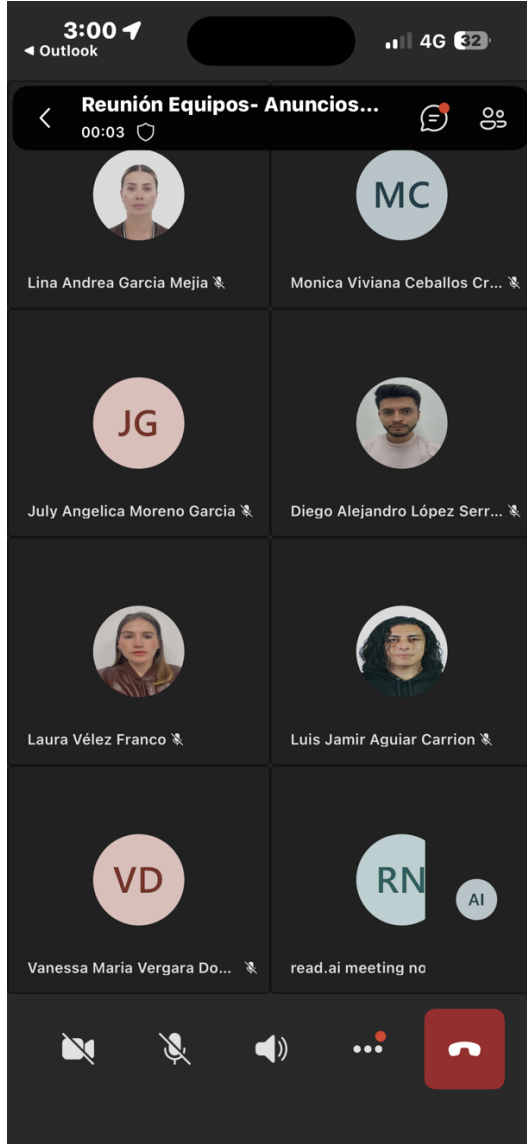 3:00
◀ Outlook
4G 32
Reunión Equipos- Anuncios...
00:03
MC
Lina Andrea Garcia Mejia
Monica Viviana Ceballos Cr...
JG
July Angelica Moreno Garcia
Diego Alejandro López Serr...
Laura Vélez Franco
Luis Jamir Aguiar Carrion
VD
RN
AI
Vanessa Maria Vergara Do...
read.ai meeting no